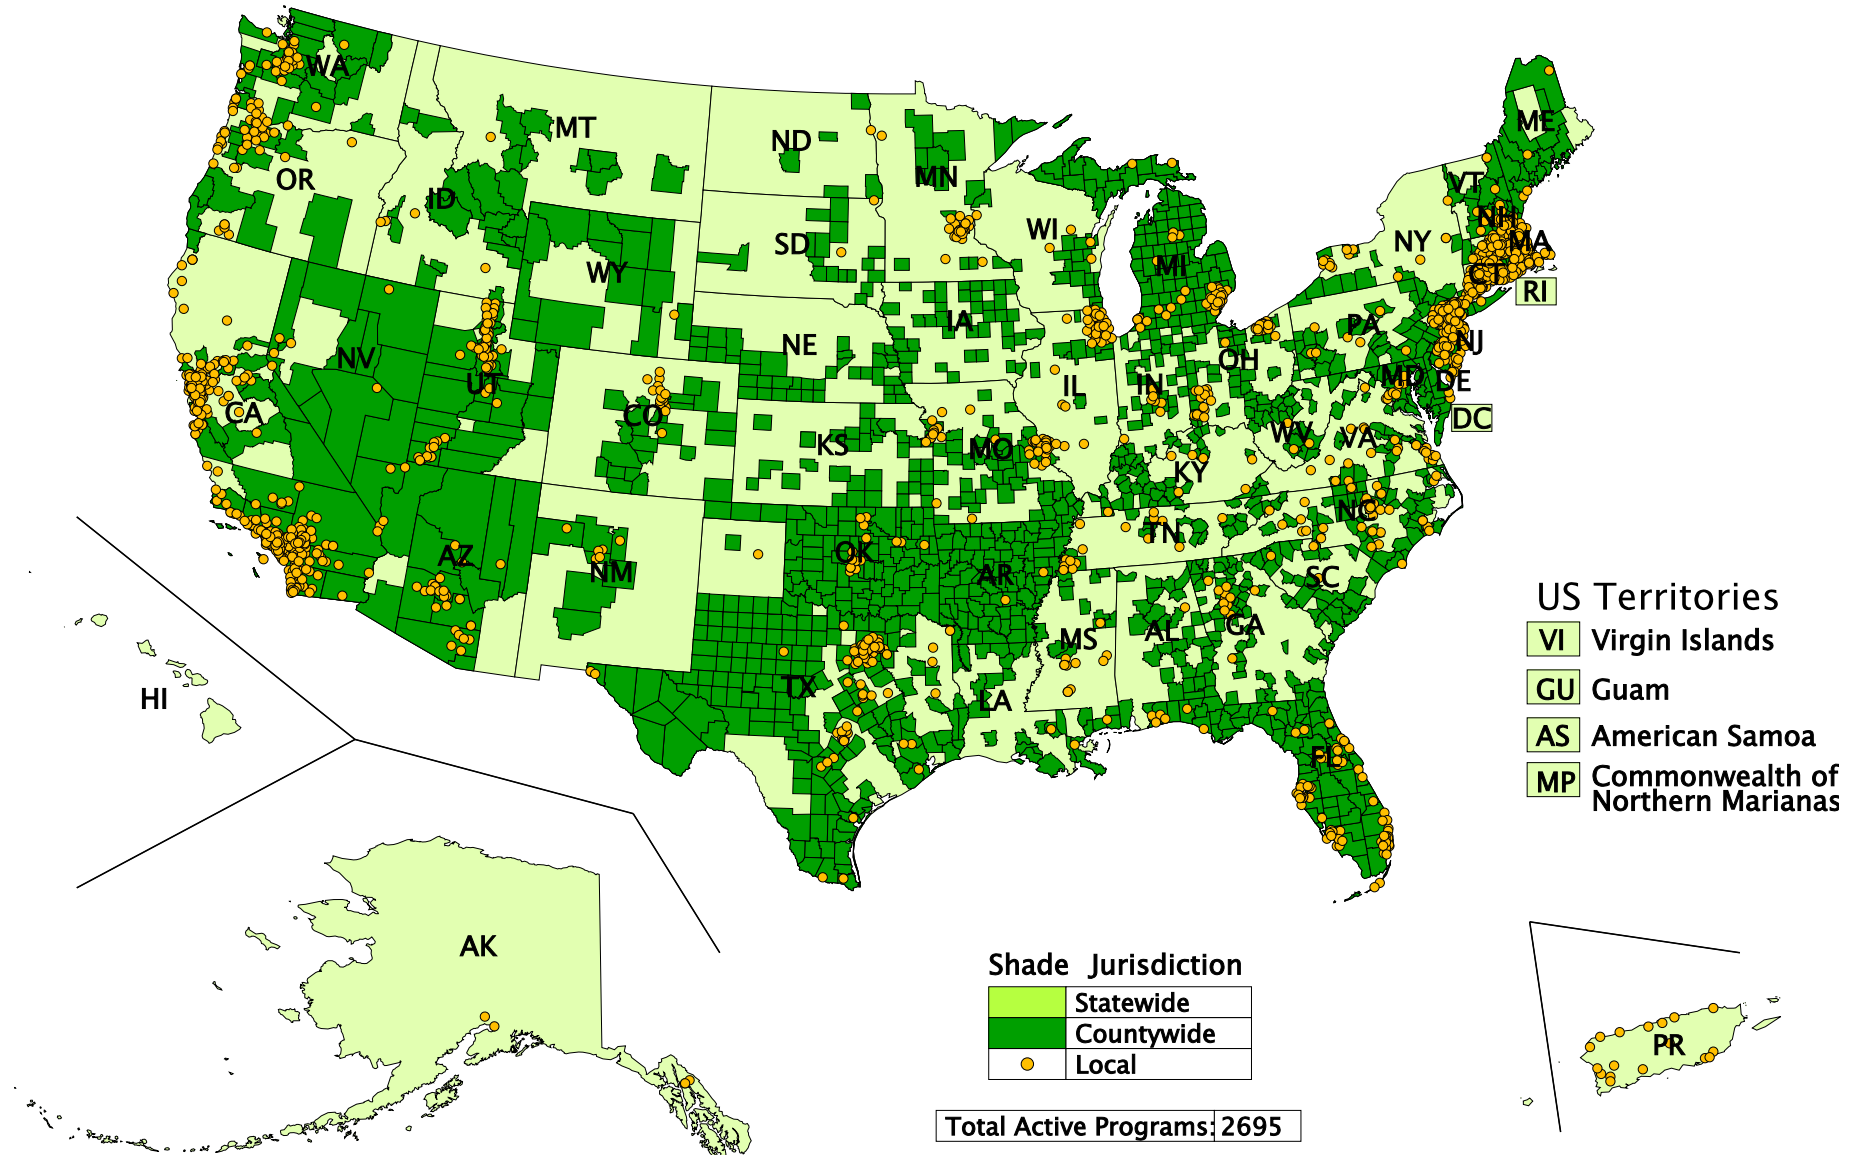 WA
MT
ND
MN
ME
OR
ID
SD
WI
MI
VT
NH
NY
MA
CT
RI
WY
IA
NE
PA
NJ
NV
UT
CO
IL
IN
OH
MD
DE
DC
CA
KS
MO
WV
VA
KY
NC
TN
AZ
NM
OK
AR
SC
MS
AL
GA
TX
LA
FL
HI
US Territories
VI Virgin Islands
GU Guam
AS American Samoa
MP Commonwealth of
Northern Marianas
AK
PR
Shade Jurisdiction
Statewide
Countywide
Local
Total Active Programs: 2695